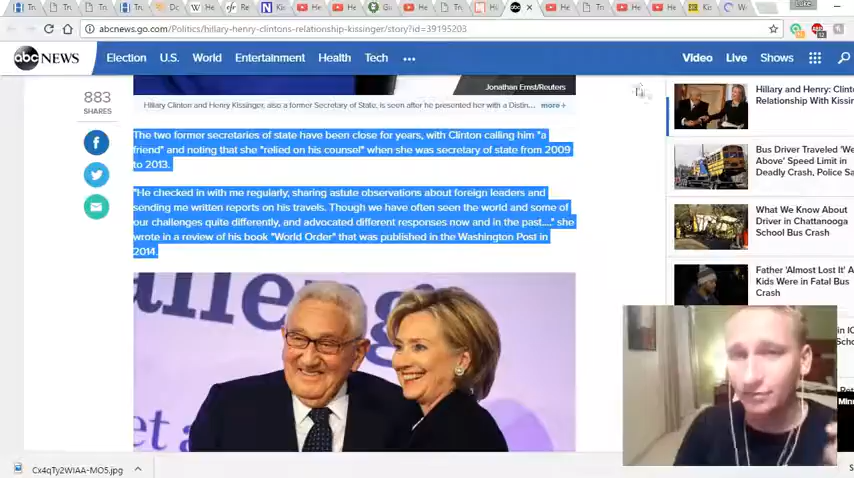 Luke
abcnews.go.com/Politics/hillary-henry-clintons-relationship-kissinger/story?id=39195203
abc NEWS
Election U.S. World Entertainment Health Tech
Video Live Shows
Jonathan Ernst/Reuters
Hillary Clinton and Henry Kissinger, also a former Secretary of State, is seen after he presented her with a Distin... more +
883
SHARES
The two former secretaries of state have been close for years, with Clinton calling him "a
friend" and noting that she "relied on his counsel" when she was secretary of state from 2009
to 2013.
"He checked in with me regularly, sharing astute observations about foreign leaders and
sending me written reports on his travels. Though we have often seen the world and some of
our challenges quite differently, and advocated different responses now and in the past...." she
wrote in a review of his book "World Order" that was published in the Washington Post in
2014.
Hillary and Henry: Clint
Relationship With Kissin
Bus Driver Traveled 'We
Above' Speed Limit in
Deadly Crash, Police Sa
What We Know About
Driver in Chattanooga
School Bus Crash
Father 'Almost Lost It' A
Kids Were in Fatal Bus
Crash
Cx4qTy2WIAA-MO5.jpg